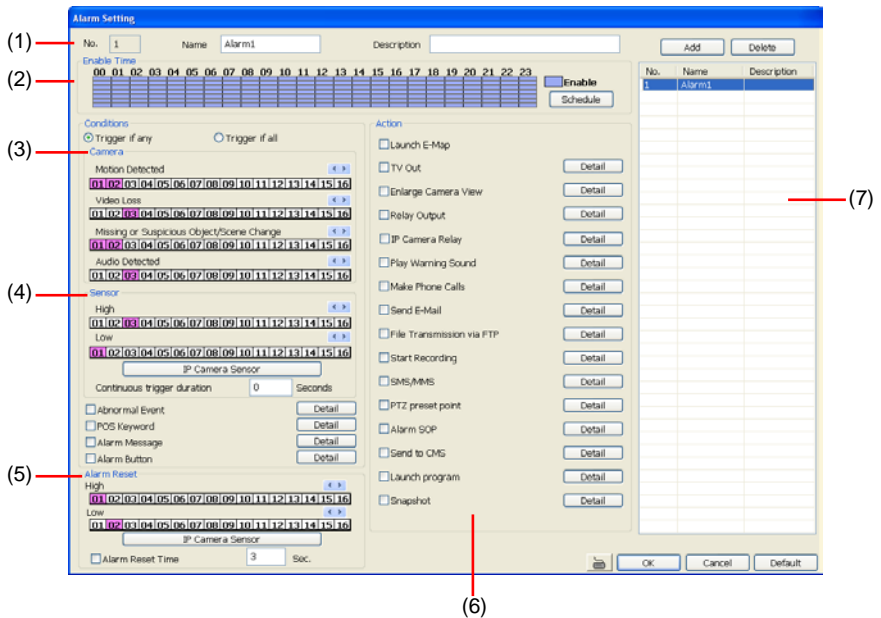 Alarm Setting
(1)
No. 1 Name Alarm1 Description Add Delete
Enable Time
(2)
00 01 02 03 04 05 06 07 08 09 10 11 12 13 14 15 16 17 18 19 20 21 22 23
Enable
Schedule
No. Name Description
1 Alarm1
Conditions
Trigger if any Trigger if all
(3)
Camera
Motion Detected
01 02 03 04 05 06 07 08 09 10 11 12 13 14 15 16
Video Loss
01 02 03 04 05 06 07 08 09 10 11 12 13 14 15 16
Missing or Suspicious Object/Scene Change
01 02 03 04 05 06 07 08 09 10 11 12 13 14 15 16
Audio Detected
01 02 03 04 05 06 07 08 09 10 11 12 13 14 15 16
(4)
Sensor
High
01 02 03 04 05 06 07 08 09 10 11 12 13 14 15 16
Low
01 02 03 04 05 06 07 08 09 10 11 12 13 14 15 16
IP Camera Sensor
Continuous trigger duration 0 Seconds
Abnormal Event Detail
POS Keyword Detail
Alarm Message Detail
Alarm Button Detail
(5)
Alarm Reset
High
01 02 03 04 05 06 07 08 09 10 11 12 13 14 15 16
Low
01 02 03 04 05 06 07 08 09 10 11 12 13 14 15 16
IP Camera Sensor
Alarm Reset Time 3 Sec.
Action
Launch E-Map
TV Out Detail
Enlarge Camera View Detail
Relay Output Detail
IP Camera Relay Detail
Play Warning Sound Detail
Make Phone Calls Detail
Send E-Mail Detail
File Transmission via FTP Detail
Start Recording Detail
SMS/MMS Detail
PTZ preset point Detail
Alarm SOP Detail
Send to CMS Detail
Launch program Detail
Snapshot Detail
(6)
(7)
OK Cancel Default